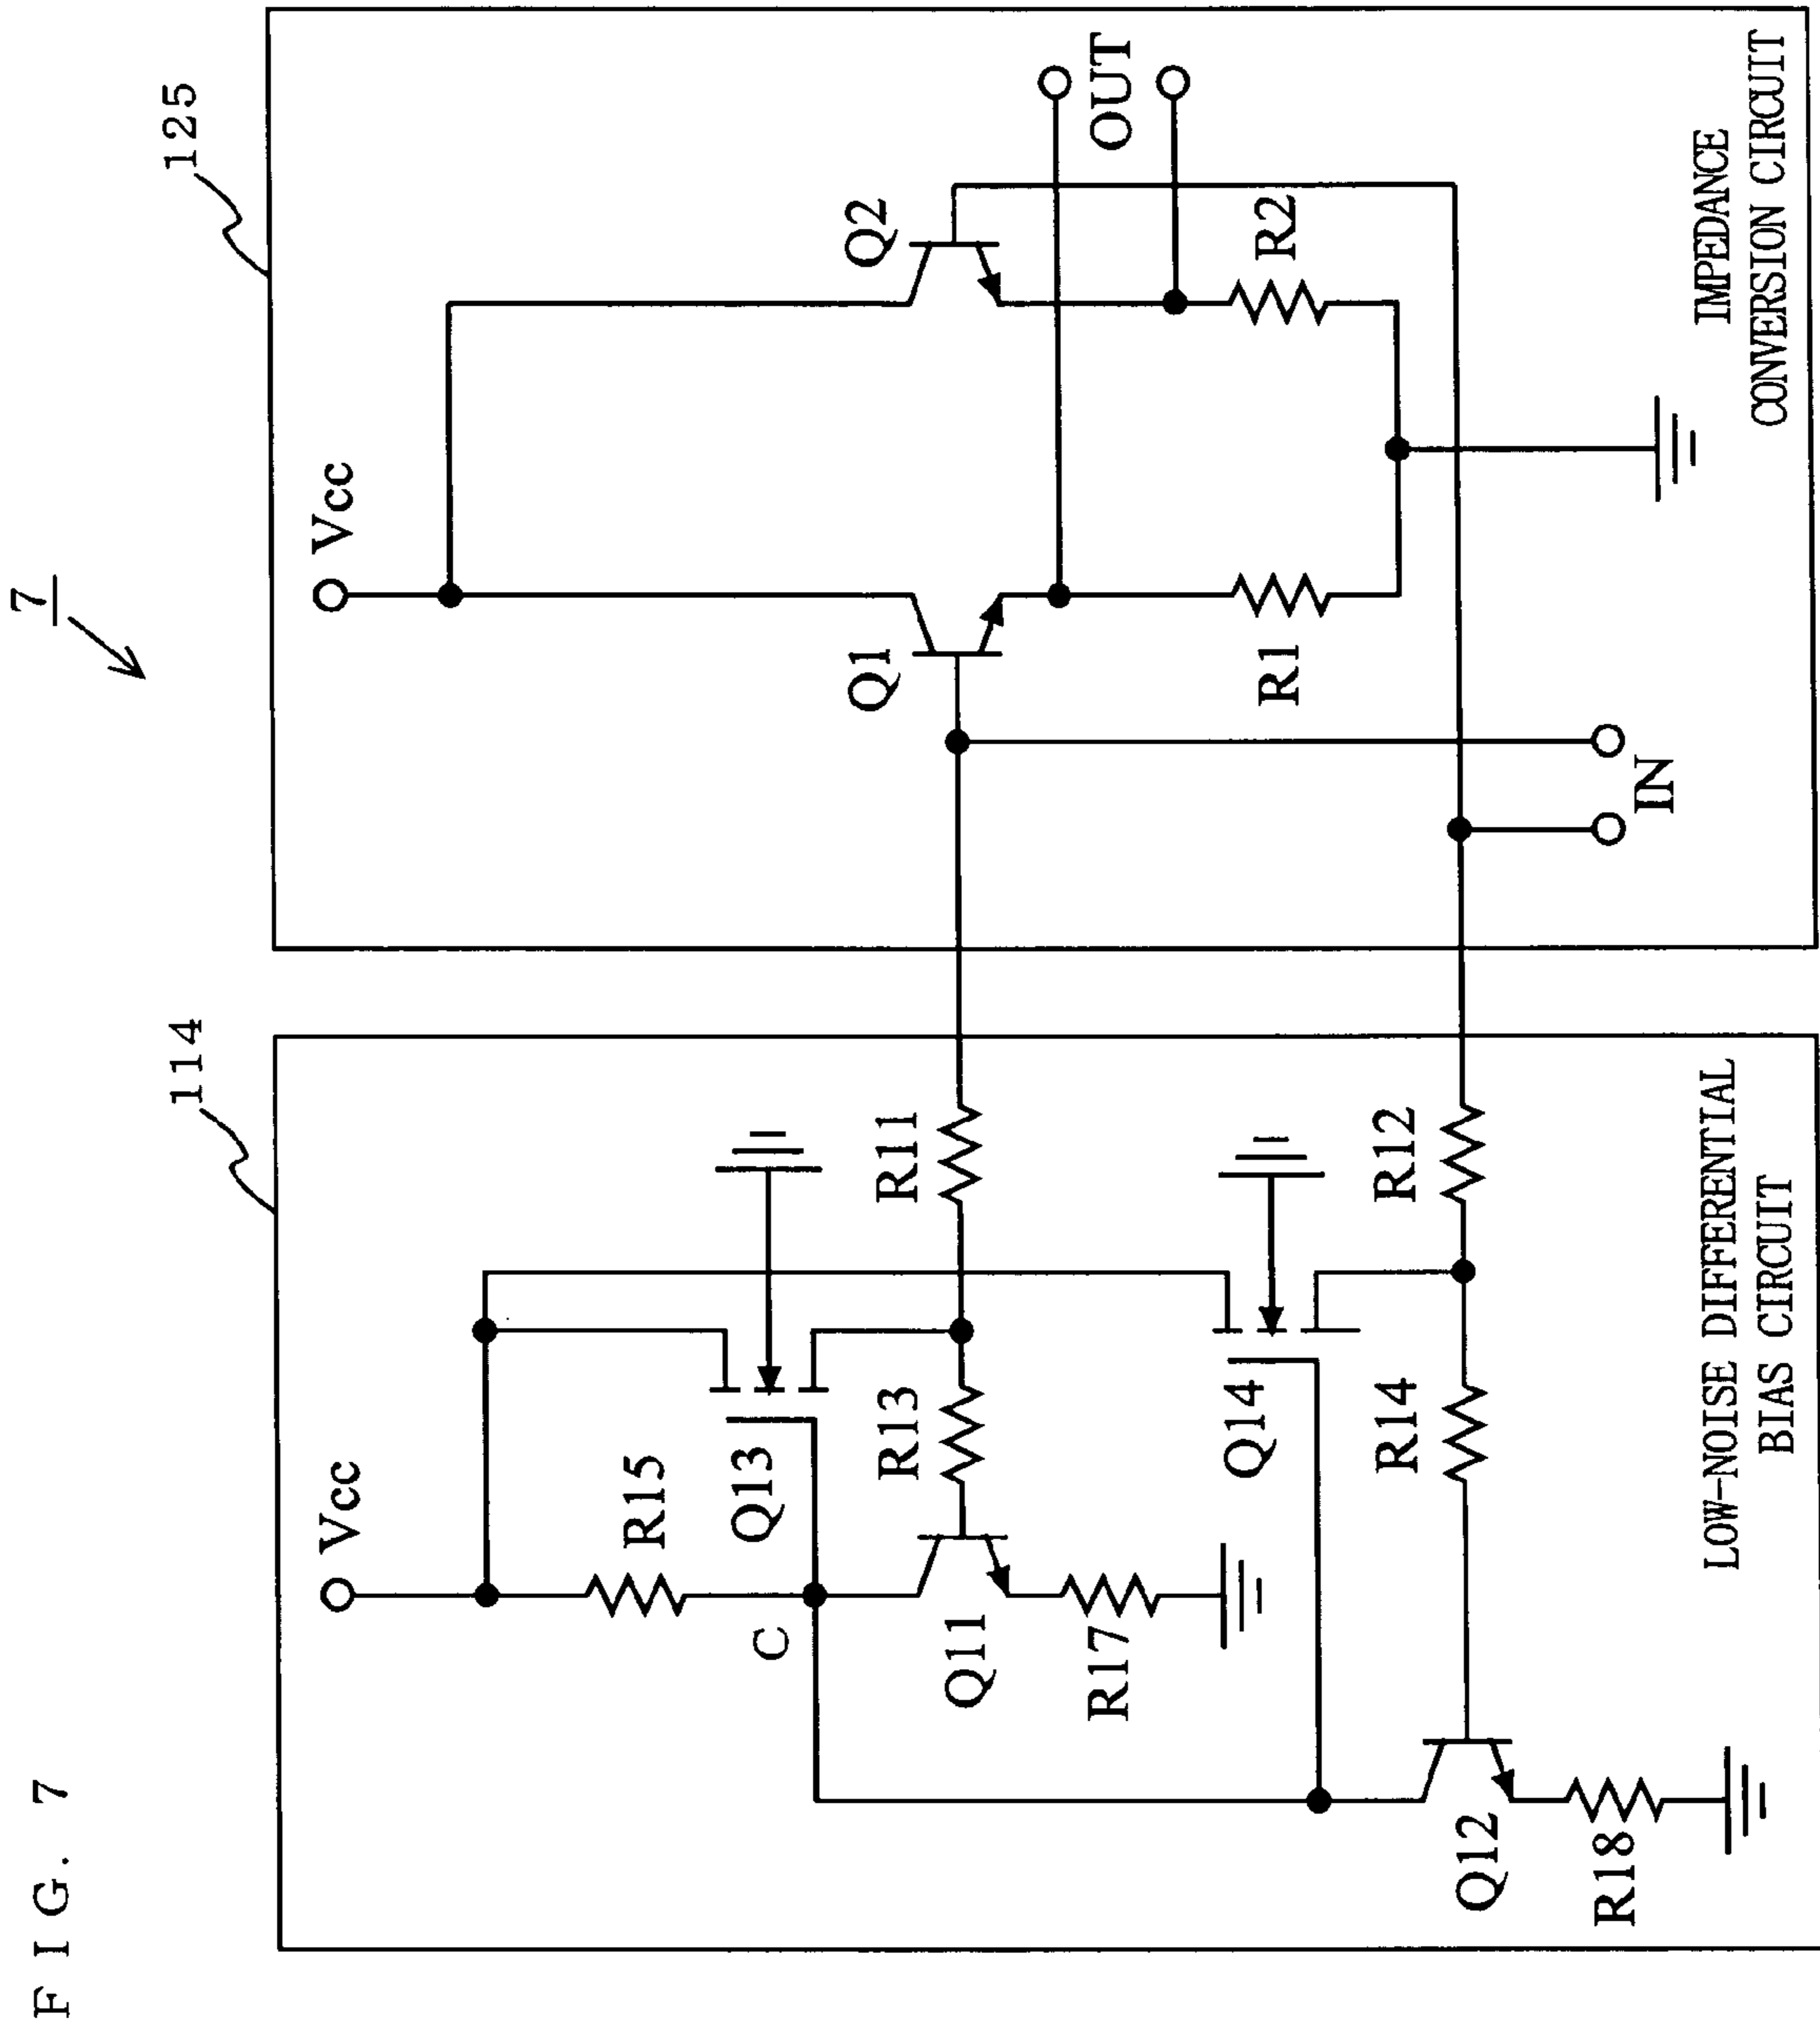 FIG. 7
7
114
125
Vcc
R15
Q13
C
Q11
R13
R11
R17
Q14
R14
R12
Q12
R18
LOW-NOISE DIFFERENTIAL
BIAS CIRCUIT
Vcc
Q1
Q2
OUT
R1
R2
IN
IMPEDANCE
CONVERSION CIRCUIT